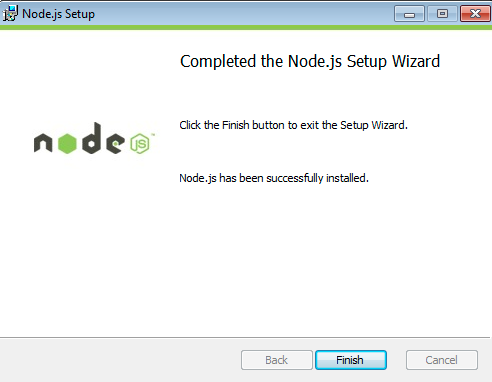 Node.js Setup
Completed the Node.js Setup Wizard
Click the Finish button to exit the Setup Wizard.
node JS™
Node.js has been successfully installed.
Back
Finish
Cancel